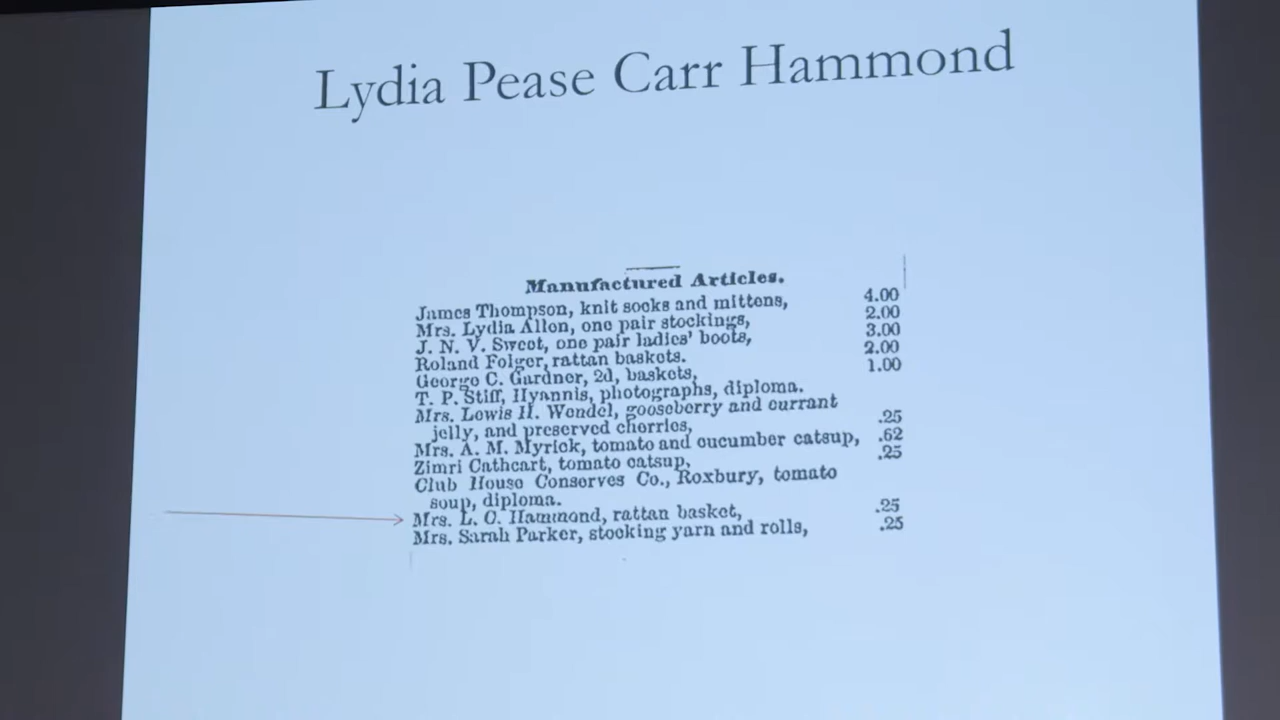 Lydia Pease Carr Hammond
Manufactured Articles.
James Thompson, knit socks and mittens, 4.00
Mrs. Lydia Allen, one pair stockings, 2.00
J. N. V. Sweet, one pair ladies' boots, 3.00
Roland Folger, rattan baskets. 2.00
George C. Gardner, 2d, baskets, 1.00
T. P. Stiff, Hyannis, photographs, diploma.
Mrs. Lewis H. Wendel, gooseberry and currant
jelly, and preserved cherries, .25
Mrs. A. M. Myrick, tomato and cucumber catsup, .62
Zimri Cathcart, tomato catsup, .25
Club House Conserves Co., Roxbury, tomato
soup, diploma.
Mrs. L. C. Hammond, rattan basket, .25
Mrs. Sarah Parker, stocking yarn and rolls, .25